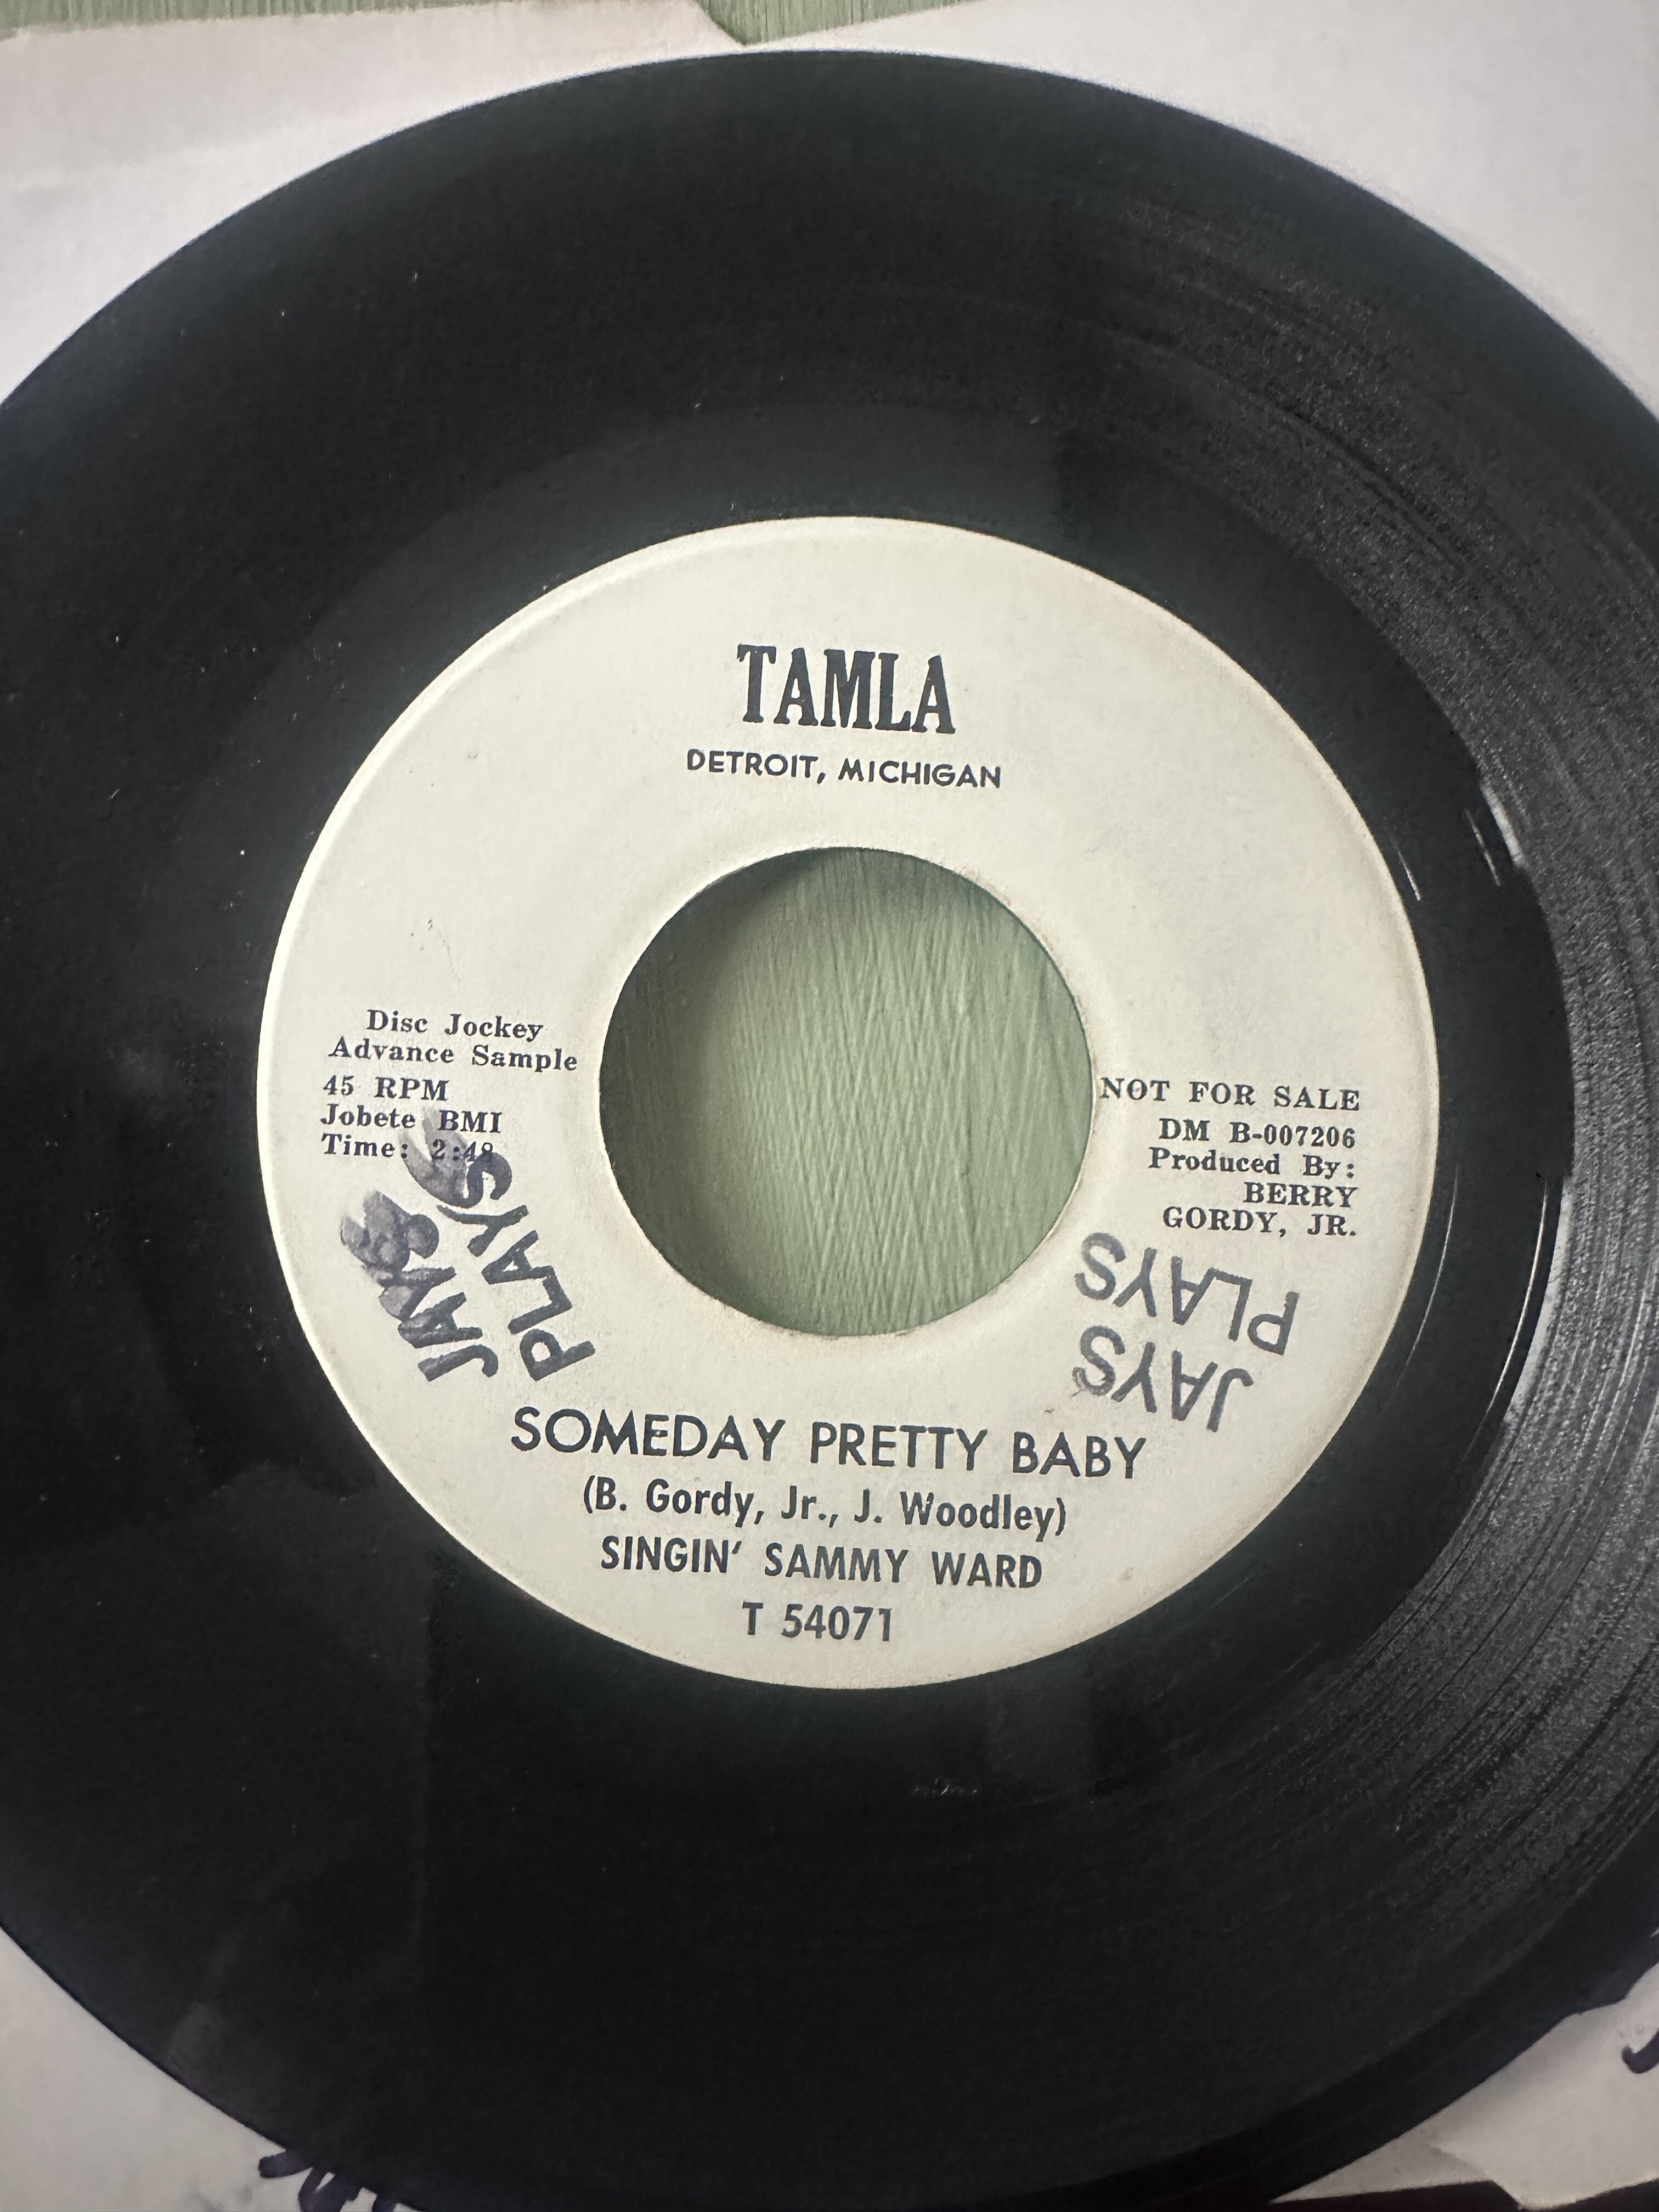 TAMLA
DETROIT, MICHIGAN
Disc Jockey
Advance Sample
45 RPM
Jobete BMI
Time: 2:48
NOT FOR SALE
DM B-007206
Produced By:
BERRY
GORDY, JR.
JAYS
PLAYS
JAYS
PLAYS
SOMEDAY PRETTY BABY
(B. Gordy, Jr., J. Woodley)
SINGIN' SAMMY WARD
T 54071